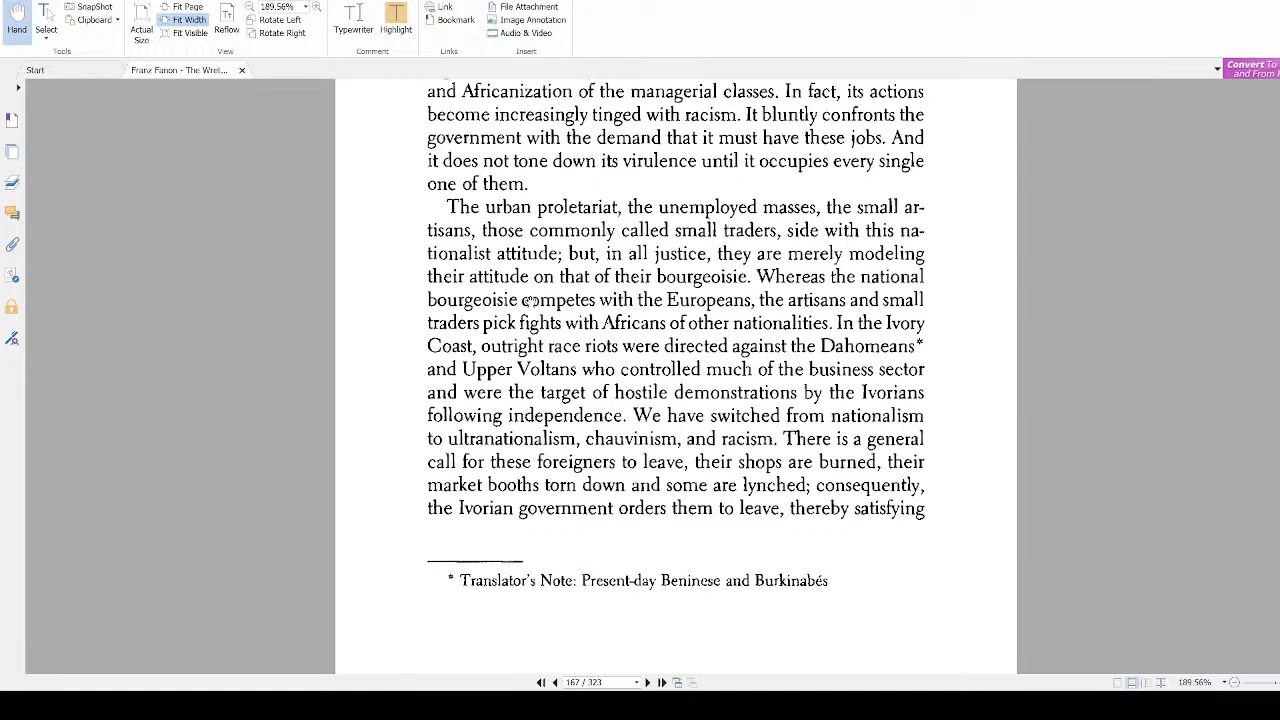 SnapShot
Fit Page
189.56%
Link
File Attachment
Clipboard
Fit Width
Rotate Left
Bookmark
Image Annotation
Hand
Select
Actual
Size
Fit Visible
Reflow
Rotate Right
Typewriter
Highlight
Audio & Video
Tools
View
Comment
Links
Insert
Start
Franz Fanon - The Wret...
Convert To
and From
and Africanization of the managerial classes. In fact, its actions
become increasingly tinged with racism. It bluntly confronts the
government with the demand that it must have these jobs. And
it does not tone down its virulence until it occupies every single
one of them.
The urban proletariat, the unemployed masses, the small ar-
tisans, those commonly called small traders, side with this na-
tionalist attitude; but, in all justice, they are merely modeling
their attitude on that of their bourgeoisie. Whereas the national
bourgeoisie competes with the Europeans, the artisans and small
traders pick fights with Africans of other nationalities. In the Ivory
Coast, outright race riots were directed against the Dahomeans*
and Upper Voltans who controlled much of the business sector
and were the target of hostile demonstrations by the Ivorians
following independence. We have switched from nationalism
to ultranationalism, chauvinism, and racism. There is a general
call for these foreigners to leave, their shops are burned, their
market booths torn down and some are lynched; consequently,
the Ivorian government orders them to leave, thereby satisfying
* Translator's Note: Present-day Beninese and Burkinabés
167 / 323
189.56%